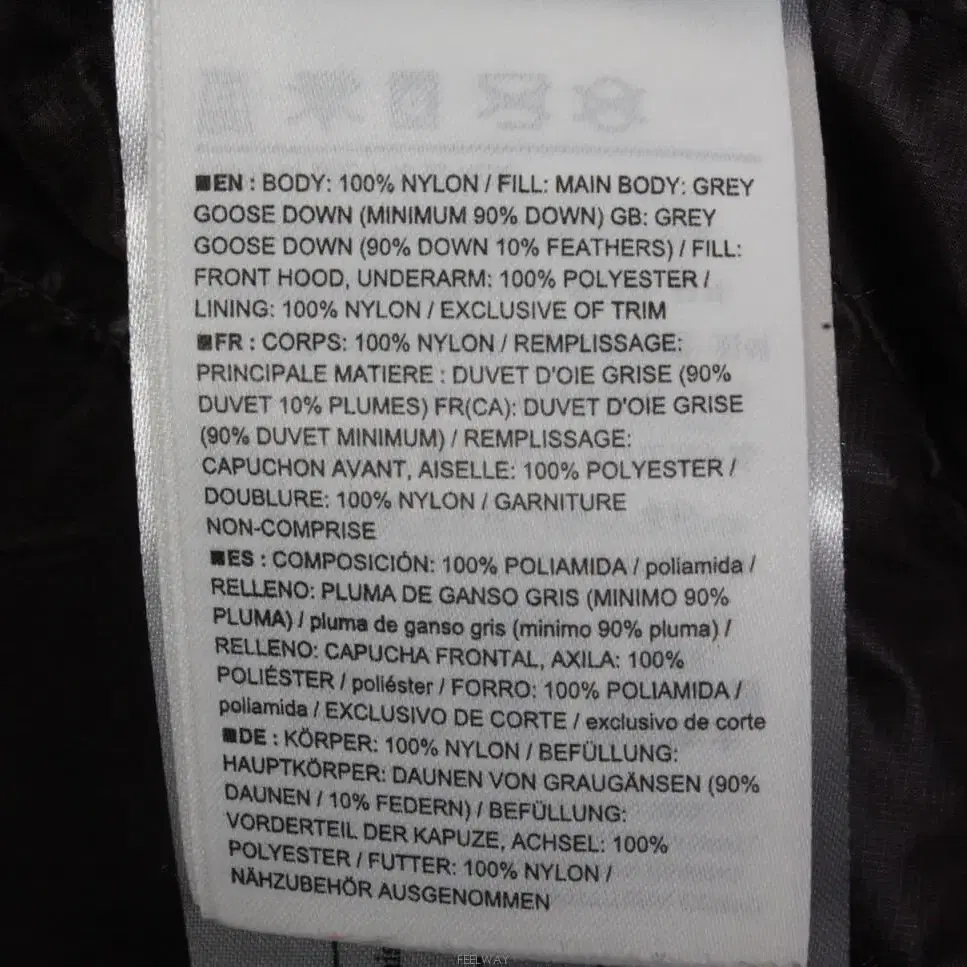 ■EN : BODY: 100% NYLON / FILL: MAIN BODY: GREY
GOOSE DOWN (MINIMUM 90% DOWN) GB: GREY
GOOSE DOWN (90% DOWN 10% FEATHERS) / FILL:
FRONT HOOD, UNDERARM: 100% POLYESTER /
LINING: 100% NYLON / EXCLUSIVE OF TRIM
■FR : CORPS: 100% NYLON / REMPLISSAGE:
PRINCIPALE MATIERE : DUVET D'OIE GRISE (90%
DUVET 10% PLUMES) FR(CA): DUVET D'OIE GRISE
(90% DUVET MINIMUM) / REMPLISSAGE:
CAPUCHON AVANT, AISELLE: 100% POLYESTER /
DOUBLURE: 100% NYLON / GARNITURE
NON-COMPRISE
■ES : COMPOSICIÓN: 100% POLIAMIDA / poliamida /
RELLENO: PLUMA DE GANSO GRIS (MINIMO 90%
PLUMA) / pluma de ganso gris (minimo 90% pluma) /
RELLENO: CAPUCHA FRONTAL, AXILA: 100%
POLIÉSTER / poliéster / FORRO: 100% POLIAMIDA /
poliamida / EXCLUSIVO DE CORTE / exclusivo de corte
■DE : KÖRPER: 100% NYLON / BEFÜLLUNG:
HAUPTKÖRPER: DAUNEN VON GRAUGÄNSEN (90%
DAUNEN / 10% FEDERN) / BEFÜLLUNG:
VORDERTEIL DER KAPUZE, ACHSEL: 100%
POLYESTER / FUTTER: 100% NYLON /
NÄHZUBEHÖR AUSGENOMMEN
FEELWAY